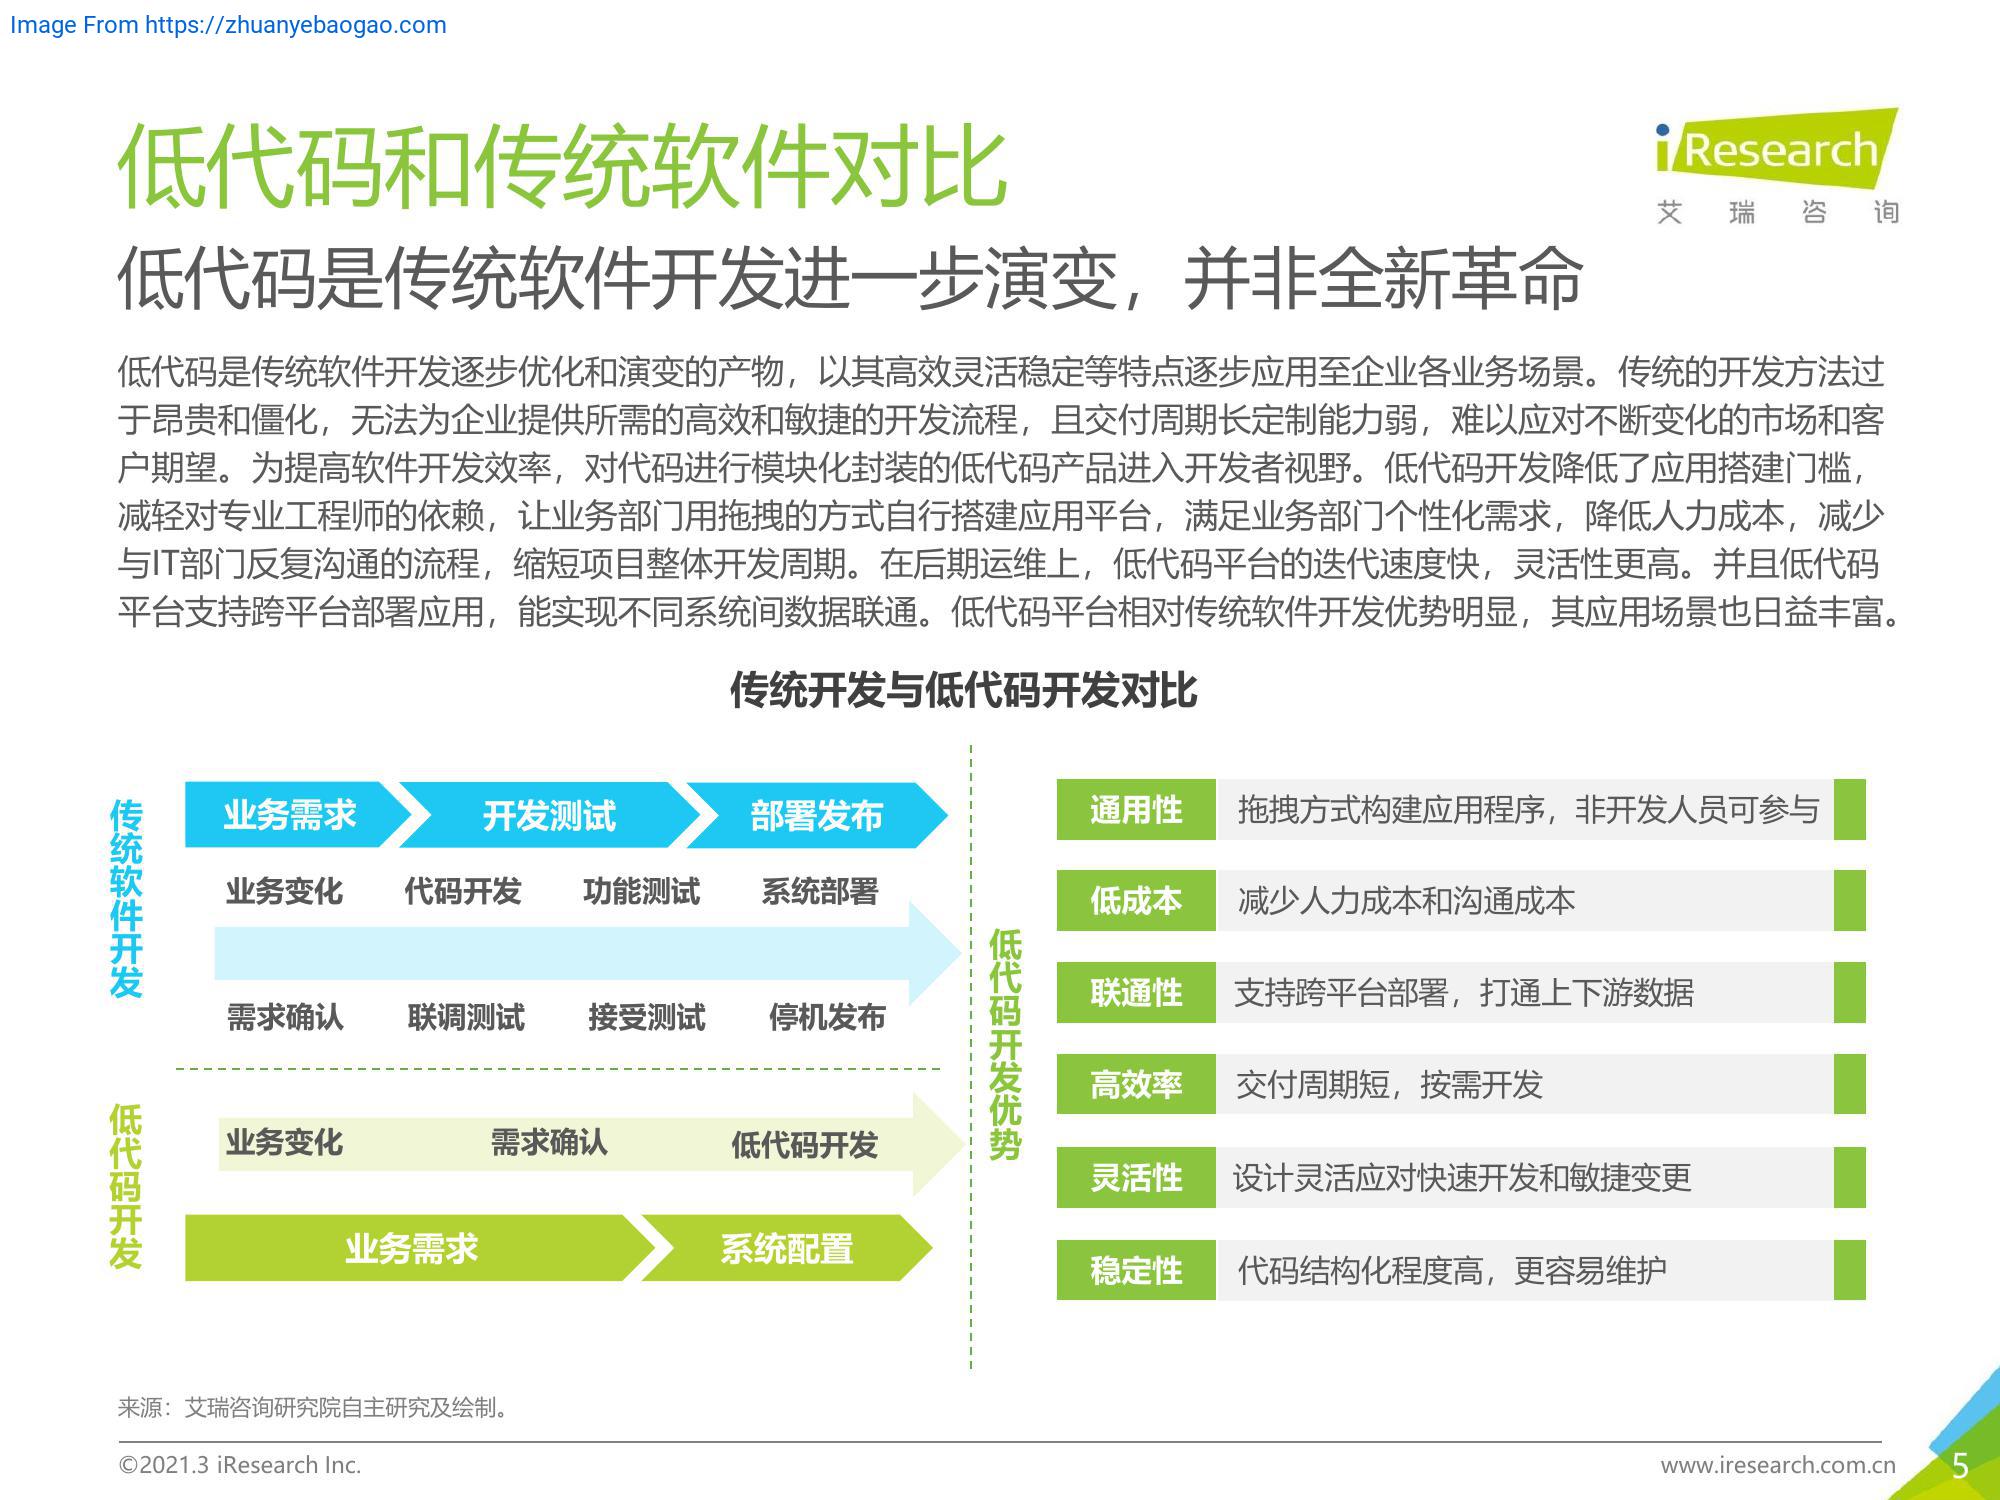 Image From https://zhuanyebaogao.com
低代码和传统软件对比
iResearch
艾瑞咨询
低代码是传统软件开发进一步演变，并非全新革命
低代码是传统软件开发逐步优化和演变的产物，以其高效灵活稳定等特点逐步应用至企业各业务场景。传统的开发方法过
于昂贵和僵化，无法为企业提供所需的高效和敏捷的开发流程，且交付周期长定制能力弱，难以应对不断变化的市场和客
户期望。为提高软件开发效率，对代码进行模块化封装的低代码产品进入开发者视野。低代码开发降低了应用搭建门槛，
减轻对专业工程师的依赖，让业务部门用拖拽的方式自行搭建应用平台，满足业务部门个性化需求，降低人力成本，减少
与IT部门反复沟通的流程，缩短项目整体开发周期。在后期运维上，低代码平台的迭代速度快，灵活性更高。并且低代码
平台支持跨平台部署应用，能实现不同系统间数据联通。低代码平台相对传统软件开发优势明显，其应用场景也日益丰富。
传统开发与低代码开发对比
传统软件开发
业务需求 开发测试 部署发布
业务变化 代码开发 功能测试 系统部署
需求确认 联调测试 接受测试 停机发布
低代码开发
业务变化 需求确认 低代码开发
业务需求 系统配置
低代码开发优势
通用性 拖拽方式构建应用程序，非开发人员可参与
低成本 减少人力成本和沟通成本
联通性 支持跨平台部署，打通上下游数据
高效率 交付周期短，按需开发
灵活性 设计灵活应对快速开发和敏捷变更
稳定性 代码结构化程度高，更容易维护
来源：艾瑞咨询研究院自主研究及绘制。
©2021.3 iResearch Inc.
www.iresearch.com.cn
5